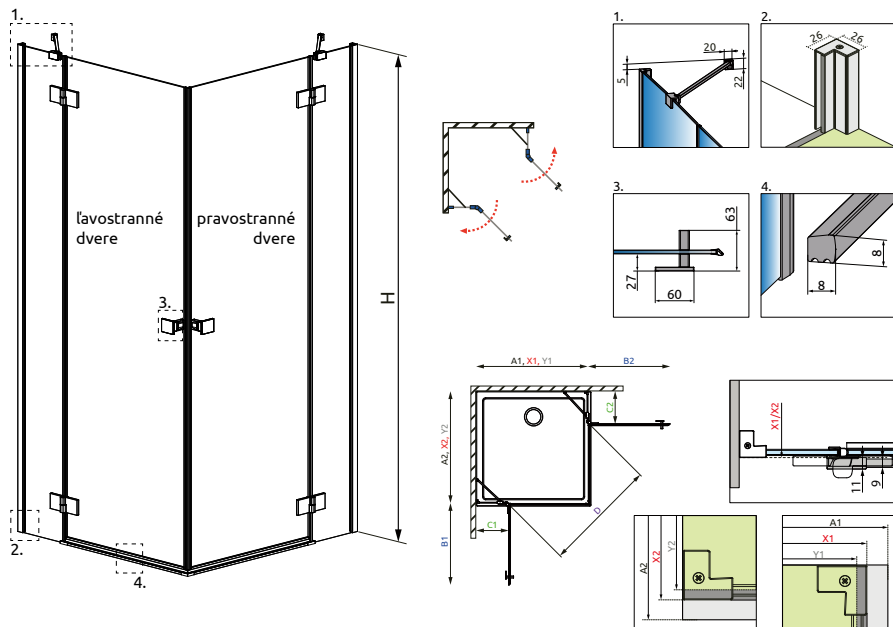 1.
ľavostranné
dvere
pravostranné
dvere
3.
H
2.
4.
1.
20
5
22
2.
26
26
3.
63
27
60
4.
8
8
A1, X1, Y1
B2
C2
A2, X2, Y2
D
C1
B1
X1/X2
11
9
A2
X2
Y2
A1
X1
Y1